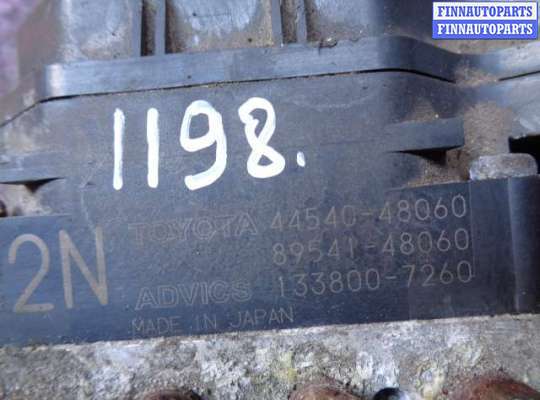 FINNAUTOPARTS
FINNAUTOPARTS
1198.
2N
TOYOTA 44540-48060
89541-48060
ADVICS 133800-7260
MADE IN JAPAN